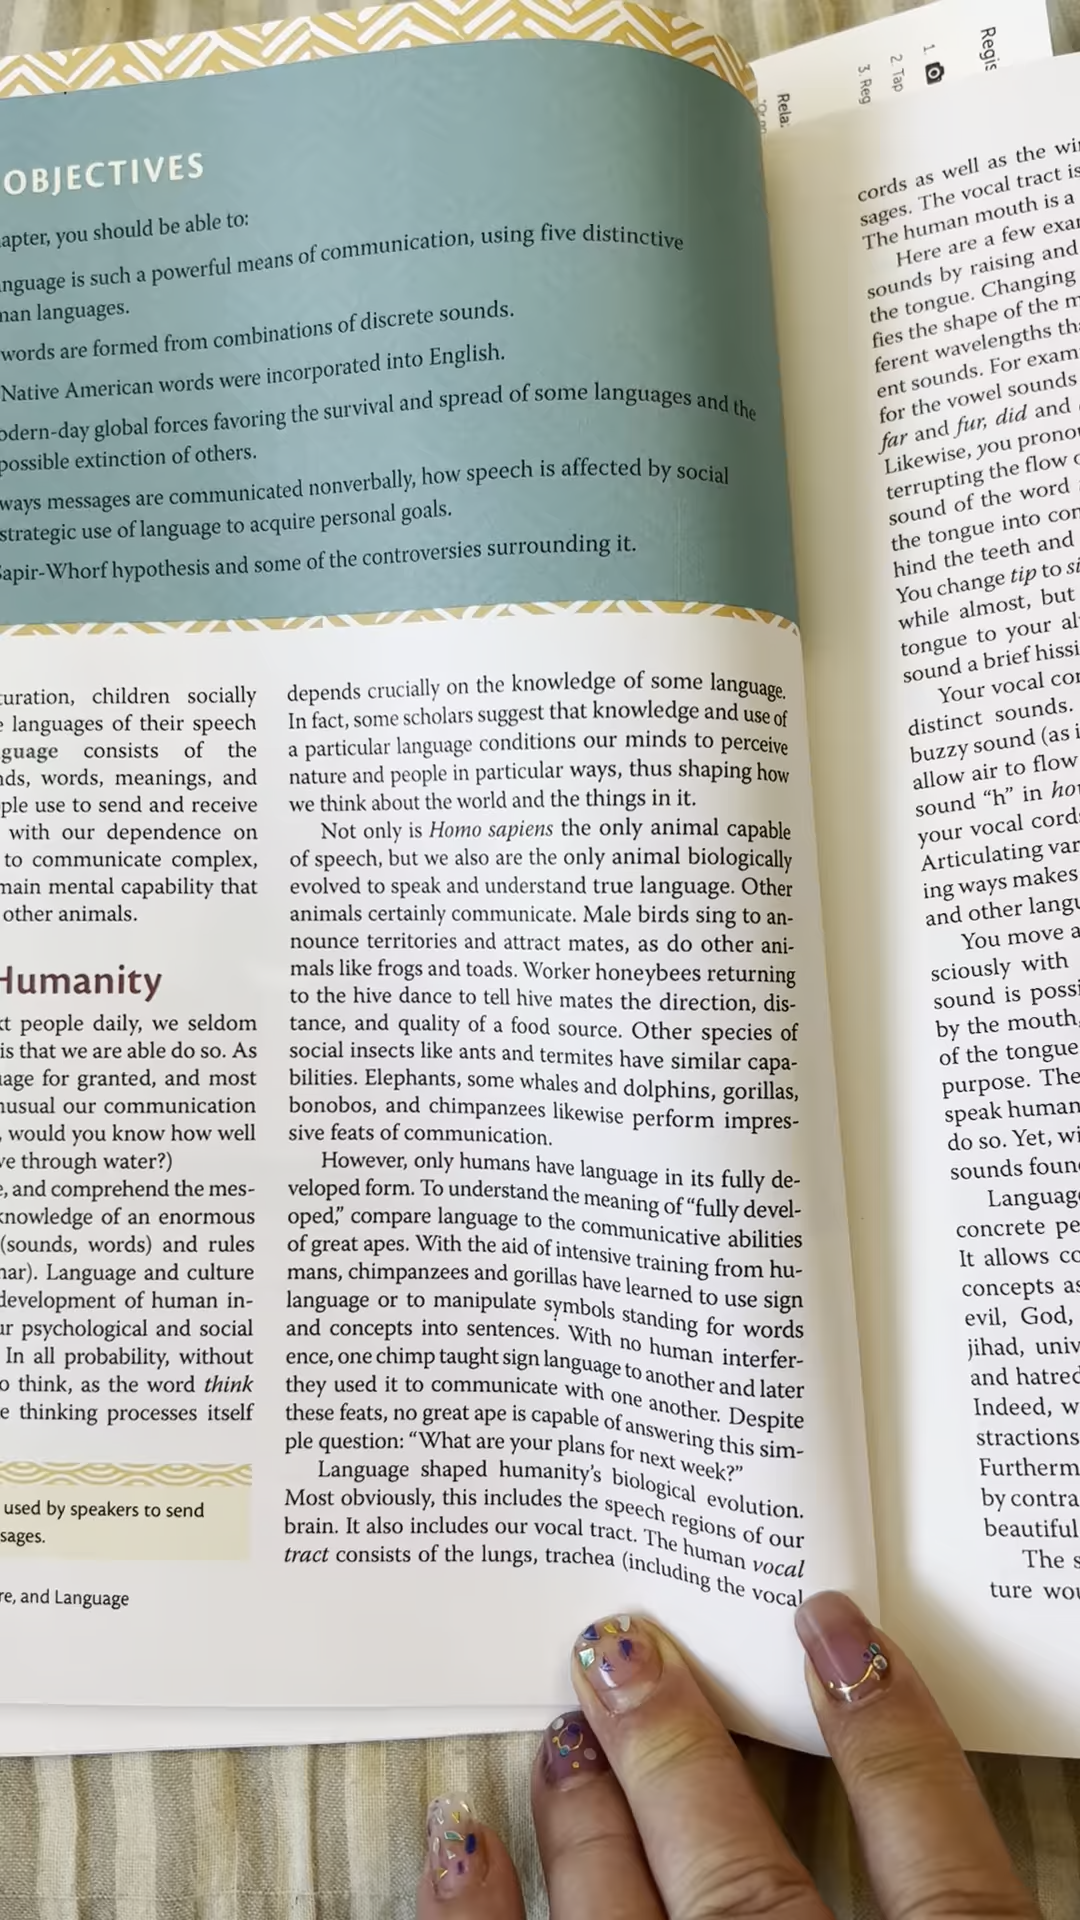 OBJECTIVES
apter, you should be able to:
nguage is such a powerful means of communication, using five distinctive
nan languages.
words are formed from combinations of discrete sounds.
Native American words were incorporated into English.
odern-day global forces favoring the survival and spread of some languages and the
possible extinction of others.
ways messages are communicated nonverbally, how speech is affected by social
strategic use of language to acquire personal goals.
Sapir-Whorf hypothesis and some of the controversies surrounding it.
turation, children socially
e languages of their speech
guage consists of the
nds, words, meanings, and
ple use to send and receive
with our dependence on
to communicate complex,
main mental capability that
other animals.
Humanity
xt people daily, we seldom
is that we are able do so. As
uage for granted, and most
nusual our communication
, would you know how well
ve through water?)
e, and comprehend the mes-
knowledge of an enormous
(sounds, words) and rules
nar). Language and culture
development of human in-
ur psychological and social
In all probability, without
o think, as the word think
e thinking processes itself
used by speakers to send
sages.
re, and Language
depends crucially on the knowledge of some language.
In fact, some scholars suggest that knowledge and use of
a particular language conditions our minds to perceive
nature and people in particular ways, thus shaping how
we think about the world and the things in it.
Not only is Homo sapiens the only animal capable
of speech, but we also are the only animal biologically
evolved to speak and understand true language. Other
animals certainly communicate. Male birds sing to an-
nounce territories and attract mates, as do other ani-
mals like frogs and toads. Worker honeybees returning
to the hive dance to tell hive mates the direction, dis-
tance, and quality of a food source. Other species of
social insects like ants and termites have similar capa-
bilities. Elephants, some whales and dolphins, gorillas,
bonobos, and chimpanzees likewise perform impres-
sive feats of communication.
However, only humans have language in its fully de-
veloped form. To understand the meaning of “fully devel-
oped,” compare language to the communicative abilities
of great apes. With the aid of intensive training from hu-
mans, chimpanzees and gorillas have learned to use sign
language or to manipulate symbols standing for words
and concepts into sentences. With no human interfer-
ence, one chimp taught sign language to another and later
they used it to communicate with one another. Despite
these feats, no great ape is capable of answering this sim-
ple question: “What are your plans for next week?”
Language shaped humanity’s biological evolution.
Most obviously, this includes the speech regions of our
brain. It also includes our vocal tract. The human vocal
tract consists of the lungs, trachea (including the vocal
Regis
1.
2. Tap
3. Reg
Rela
cords as well as the wi
sages. The vocal tract is
The human mouth is a
Here are a few exa
sounds by raising and
the tongue. Changing
fies the shape of the m
ferent wavelengths tha
ent sounds. For exam
for the vowel sounds
far and fur, did and
Likewise, you pronou
terrupting the flow o
sound of the word
the tongue into con
hind the teeth and
You change tip to si
while almost, but
tongue to your al
sound a brief hissi
Your vocal cor
distinct sounds.
buzzy sound (as i
allow air to flow
sound “h” in ho
your vocal cord
Articulating var
ing ways makes
and other langu
You move a
sciously with
sound is possi
by the mouth,
of the tongue
purpose. The
speak human
do so. Yet, wi
sounds foun
Language
concrete pe
It allows co
concepts as
evil, God,
jihad, univ
and hatred
Indeed, w
stractions
Furtherm
by contra
beautiful
The s
ture wou